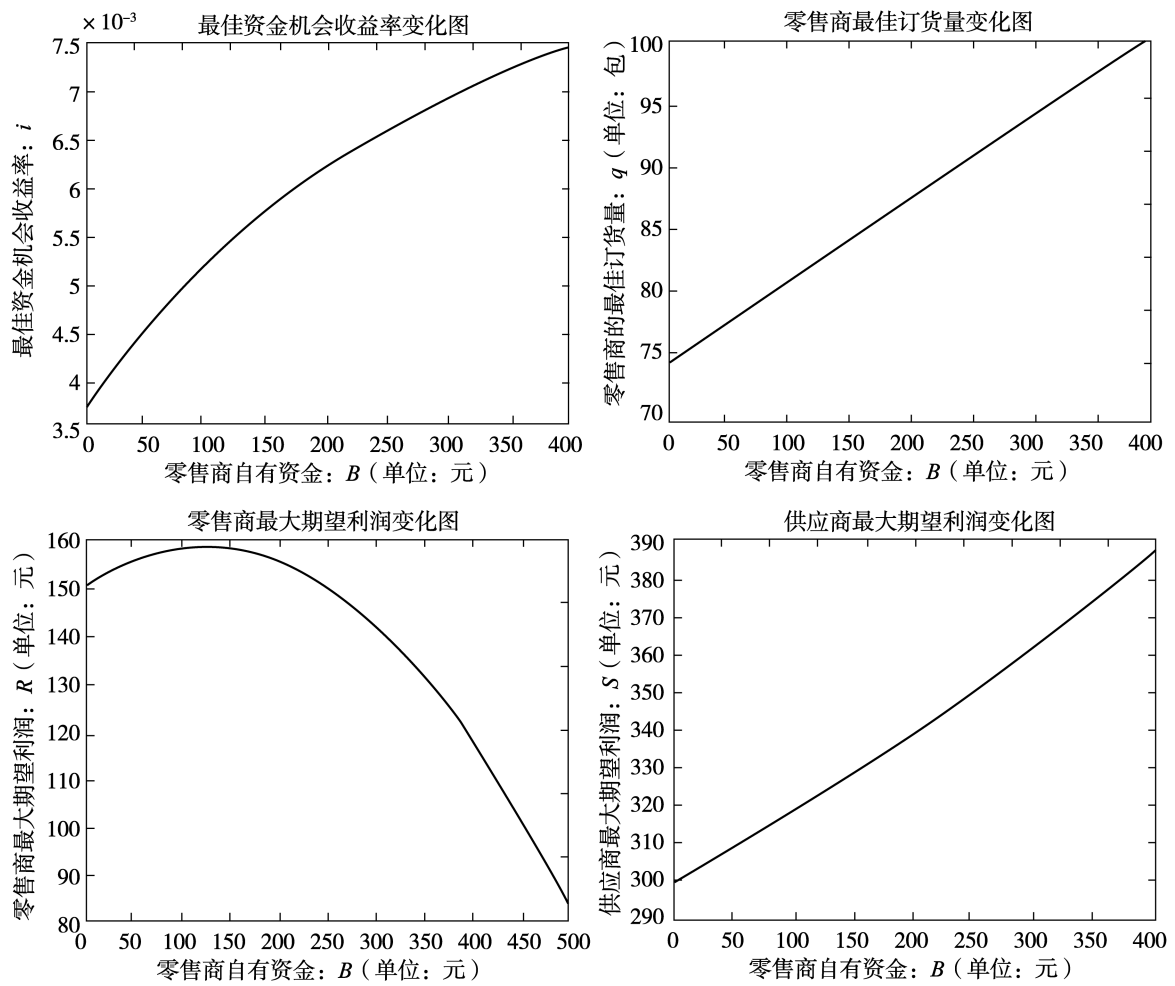 × 10⁻³
最佳资金机会收益率变化图
最佳资金机会收益率：i
7.5
7
6.5
6
5.5
5
4.5
4
3.5
0 50 100 150 200 250 300 350 400
零售商自有资金：B（单位：元）
零售商最佳订货量变化图
零售商的最佳订货量：q（单位：包）
100
95
90
85
80
75
70
0 50 100 150 200 250 300 350 400
零售商自有资金：B（单位：元）
零售商最大期望利润变化图
零售商最大期望利润：R（单位：元）
160
150
140
130
120
110
100
90
80
0 50 100 150 200 250 300 350 400 450 500
零售商自有资金：B（单位：元）
供应商最大期望利润变化图
供应商最大期望利润：S（单位：元）
390
380
370
360
350
340
330
320
310
300
290
0 50 100 150 200 250 300 350 400
零售商自有资金：B（单位：元）